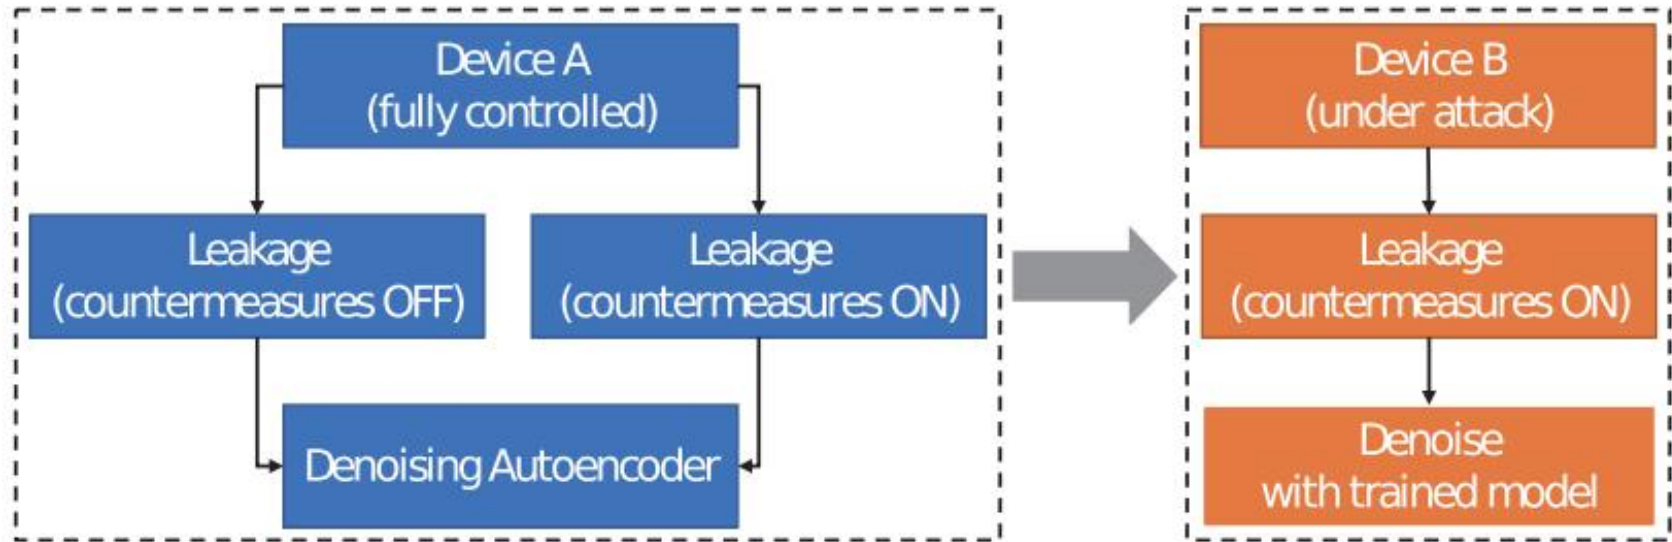 Device A
(fully controlled)
Leakage
(countermeasures OFF)
Leakage
(countermeasures ON)
Denoising Autoencoder
Device B
(under attack)
Leakage
(countermeasures ON)
Denoise
with trained model